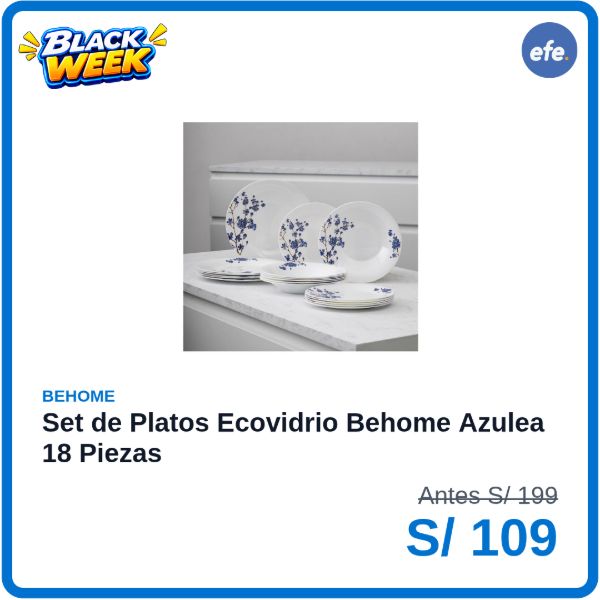 BLACK
WEEK
efe.
BEHOME
Set de Platos Ecovidrio Behome Azulea
18 Piezas
Antes S/ 199
S/ 109